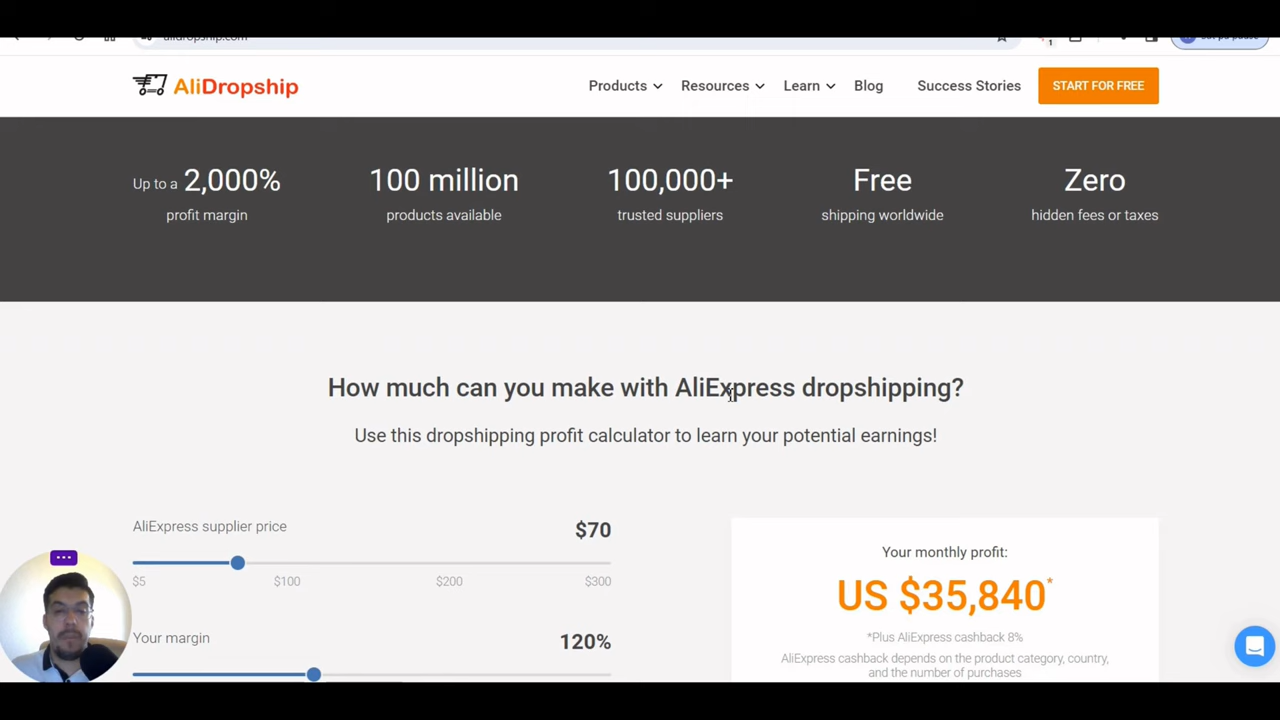 alidropship.com
AliDropship
Products
Resources
Learn
Blog
Success Stories
START FOR FREE
Up to a 2,000%
profit margin
100 million
products available
100,000+
trusted suppliers
Free
shipping worldwide
Zero
hidden fees or taxes
How much can you make with AliExpress dropshipping?
Use this dropshipping profit calculator to learn your potential earnings!
AliExpress supplier price
$70
$5
$100
$200
$300
Your margin
120%
Your monthly profit:
US $35,840*
*Plus AliExpress cashback 8%
AliExpress cashback depends on the product category, country,
and the number of purchases